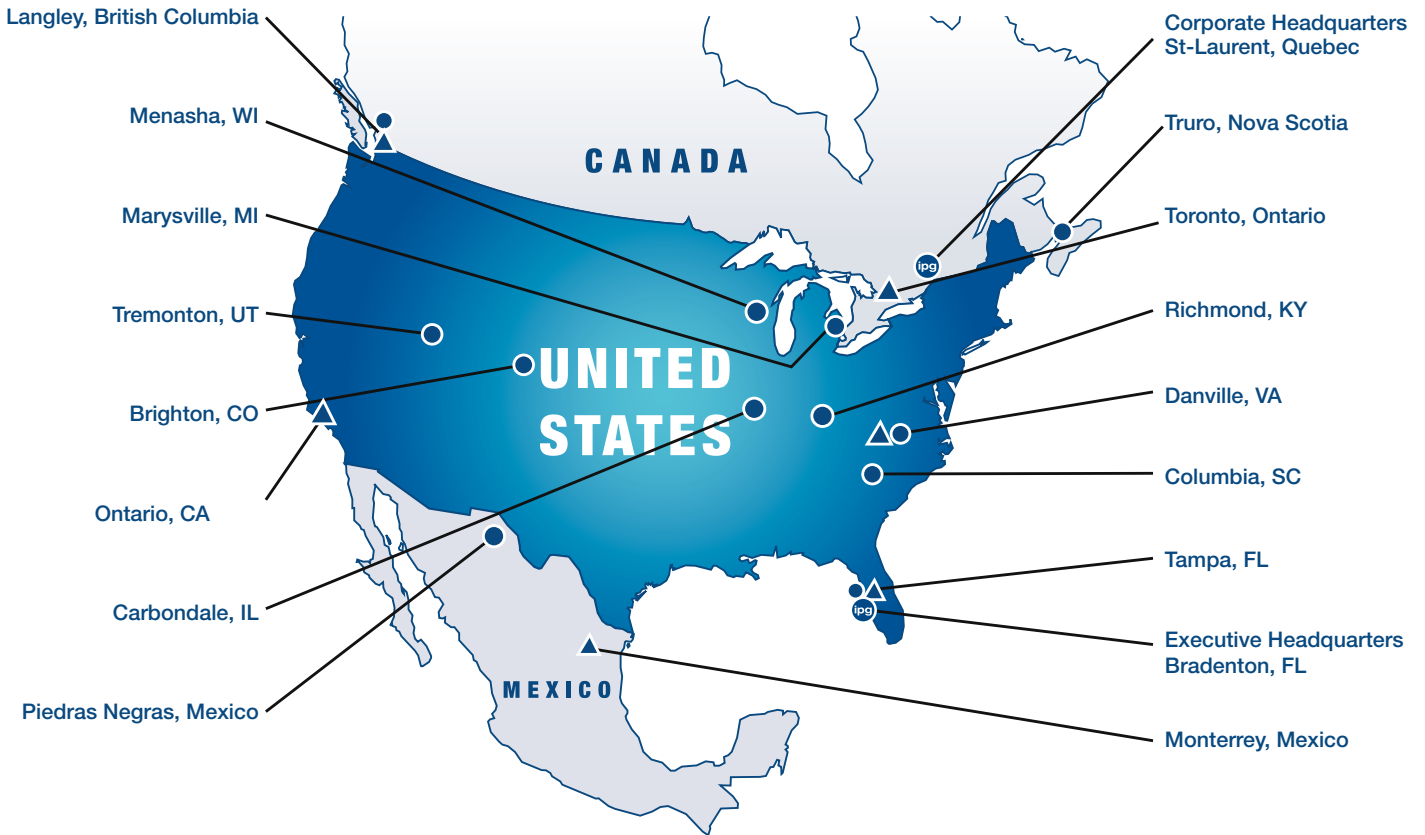 Langley, British Columbia
Menasha, WI
Marysville, MI
Tremonton, UT
Brighton, CO
Ontario, CA
Carbondale, IL
Piedras Negras, Mexico
CANADA
UNITED
STATES
MEXICO
ipg
ipg
Corporate Headquarters
St-Laurent, Quebec
Truro, Nova Scotia
Toronto, Ontario
Richmond, KY
Danville, VA
Columbia, SC
Tampa, FL
Executive Headquarters
Bradenton, FL
Monterrey, Mexico